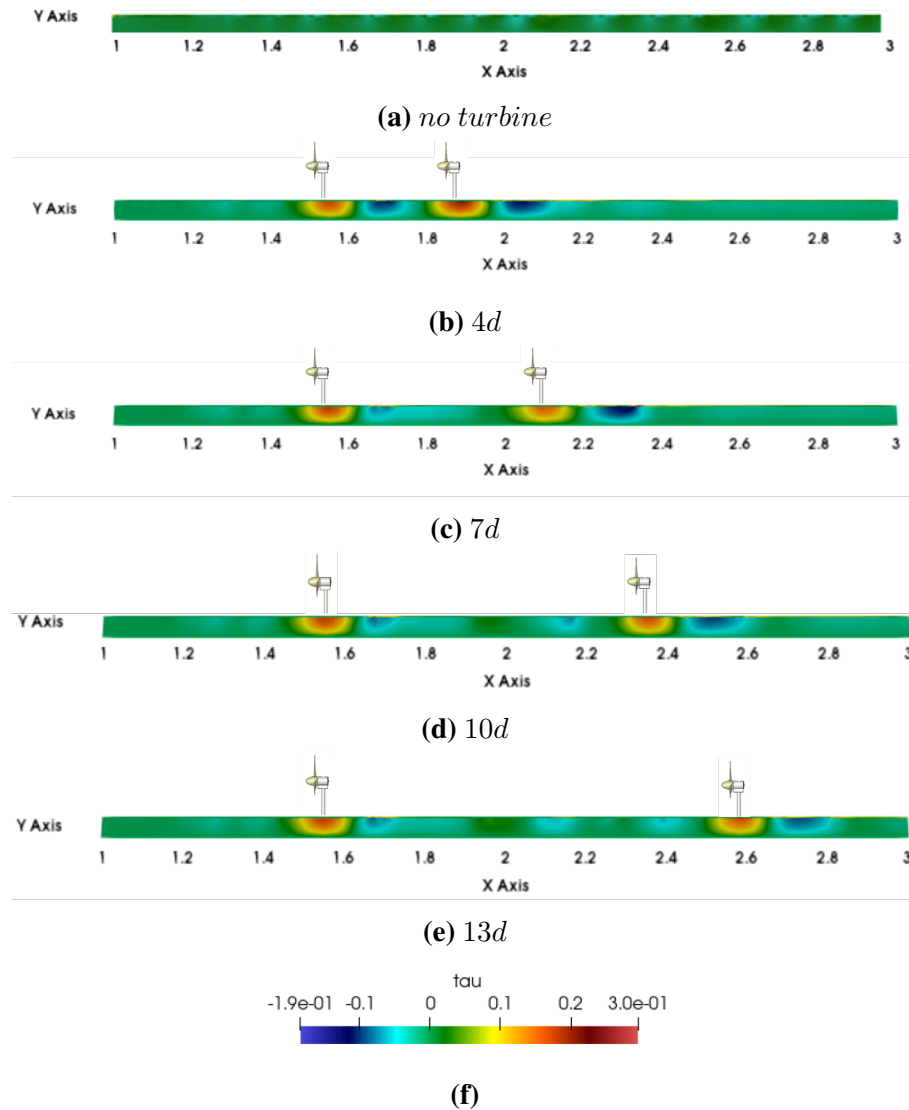 Y Axis
1 1.2 1.4 1.6 1.8 2 2.2 2.4 2.6 2.8 3
X Axis
(a) no turbine
Y Axis
1 1.2 1.4 1.6 1.8 2 2.2 2.4 2.6 2.8 3
X Axis
(b) 4d
Y Axis
1 1.2 1.4 1.6 1.8 2 2.2 2.4 2.6 2.8 3
X Axis
(c) 7d
Y Axis
1 1.2 1.4 1.6 1.8 2 2.2 2.4 2.6 2.8 3
X Axis
(d) 10d
Y Axis
1 1.2 1.4 1.6 1.8 2 2.2 2.4 2.6 2.8 3
X Axis
(e) 13d
tau
-1.9e-01 -0.1 0 0.1 0.2 3.0e-01
(f)